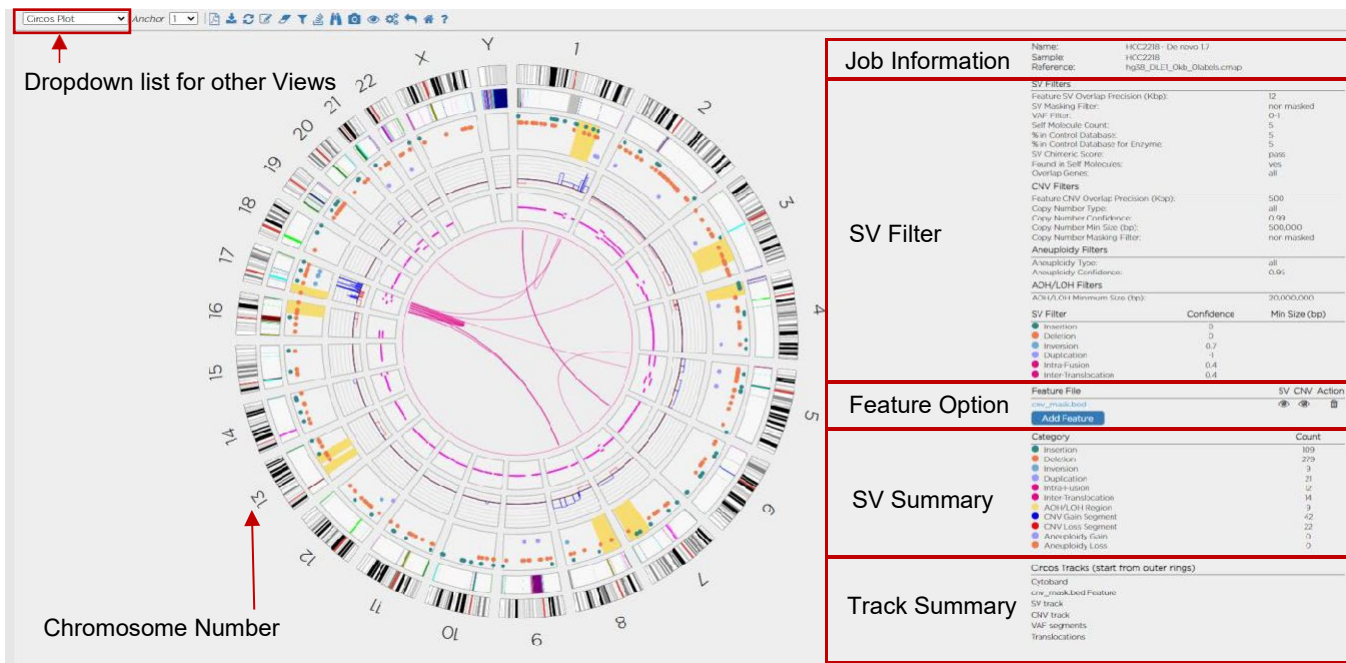 Circos Plot
Anchor 1
Dropdown list for other Views
Chromosome Number
1
2
3
4
5
6
7
8
9
10
11
12
13
14
15
16
17
18
19
20
21
22
X
Y
Job Information
Name: HCC2218 - De novo 1.7
Sample: HCC2218
Reference: hg38_DLE1_0kb_0labels.cmap
SV Filter
SV Filters
Feature SV Overlap Precision (Kbp): 12
SV Masking Filter: non masked
VAF Filter: 0-1
Self Molecule Count: 5
% in Control Database: 5
% in Control Database for Enzyme: 5
SV Chimeric Score: pass
Found in Self Molecules: yes
Overlap Genes: all
CNV Filters
Feature CNV Overlap Precision (Kbp): 500
Copy Number Type: all
Copy Number Confidence: 0.99
Copy Number Min Size (bp): 500,000
Copy Number Masking Filter: non masked
Aneuploidy Filters
Aneuploidy Type: all
Aneuploidy Confidence: 0.95
AOH/LOH Filters
AOH/LOH Minimum Size (bp): 20,000,000
SV Filter Confidence Min Size (bp)
Insertion 0
Deletion 0
Inversion 0.7
Duplication -1
Intra-Fusion 0.4
Inter-Translocation 0.4
Feature Option
Feature File SV CNV Action
cnv_mask.bed
Add Feature
SV Summary
Category Count
Insertion 109
Deletion 279
Inversion 9
Duplication 21
Intra-Fusion 12
Inter-Translocation 14
AOH/LOH Region 9
CNV Gain Segment 42
CNV Loss Segment 22
Aneuploidy Gain 0
Aneuploidy Loss 0
Track Summary
Circos Tracks (start from outer rings)
Cytoband
cnv_mask.bed Feature
SV track
CNV track
VAF segments
Translocations